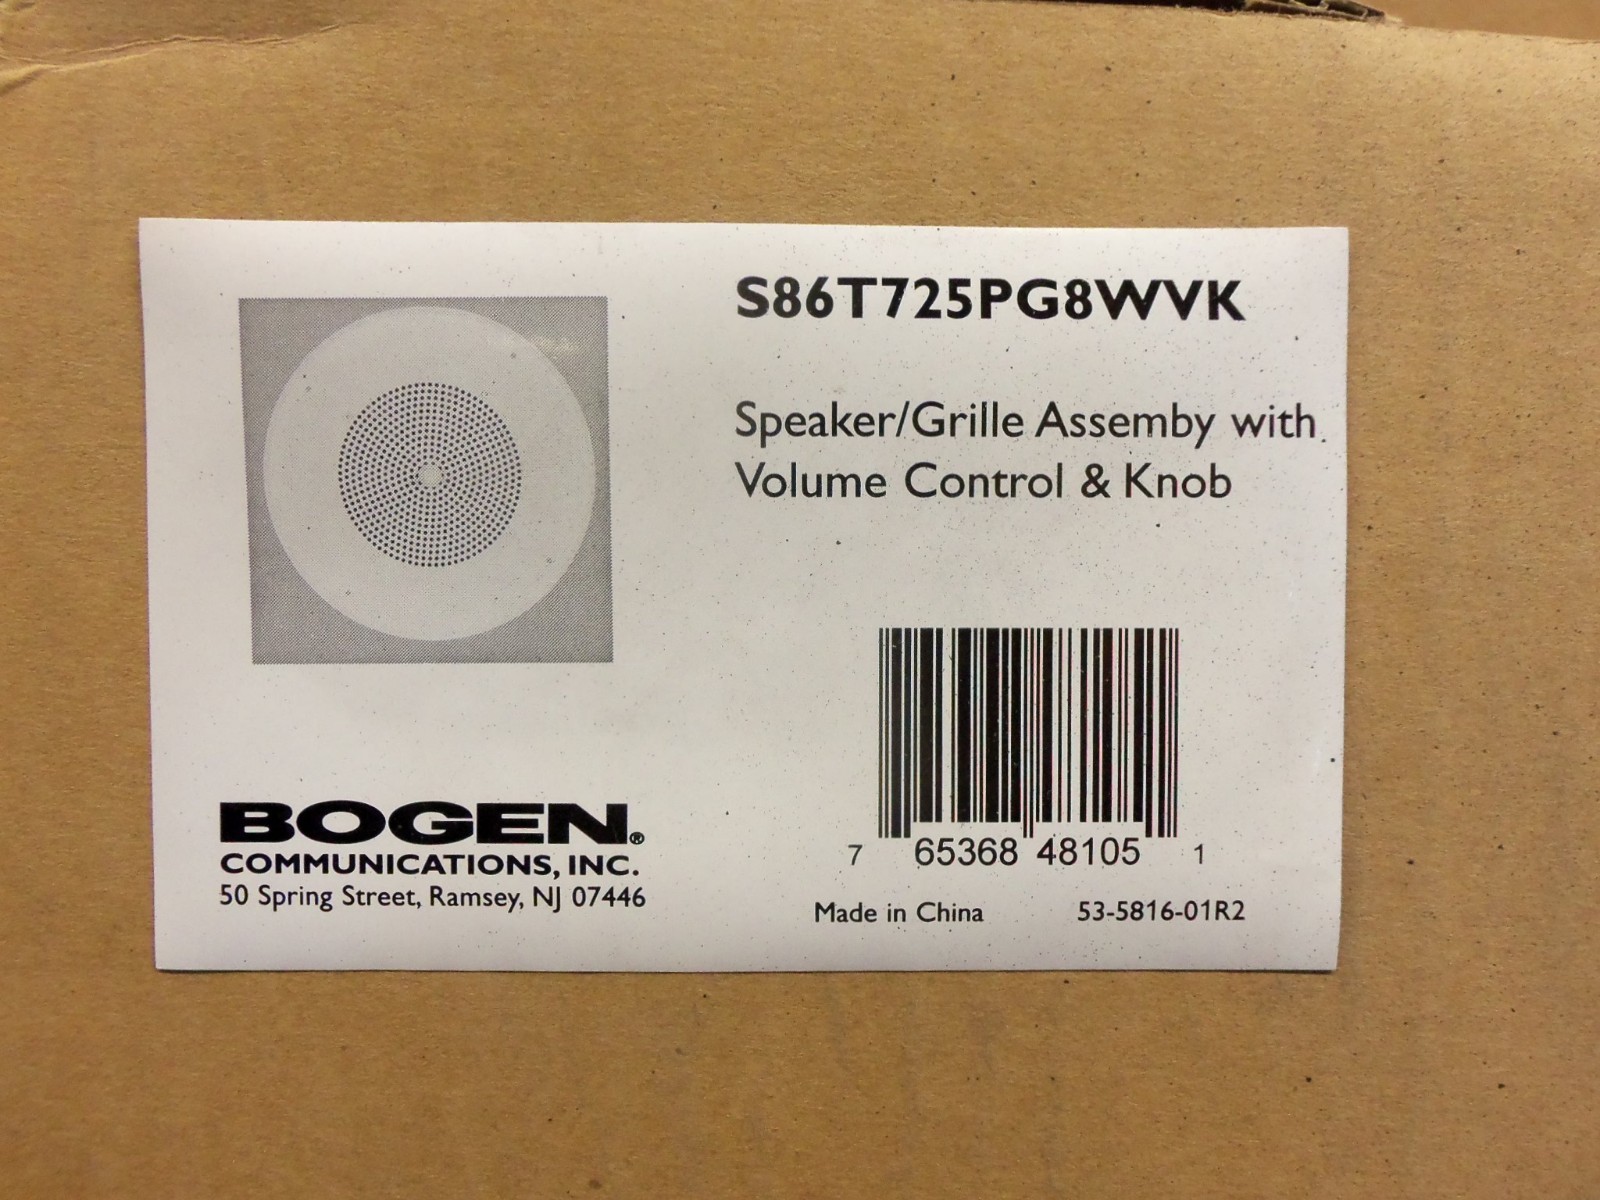 S86T725PG8WVK
Speaker/Grille Assemby with
Volume Control & Knob
BOGEN®
COMMUNICATIONS, INC.
50 Spring Street, Ramsey, NJ 07446
7 65368 48105 1
Made in China 53-5816-01R2